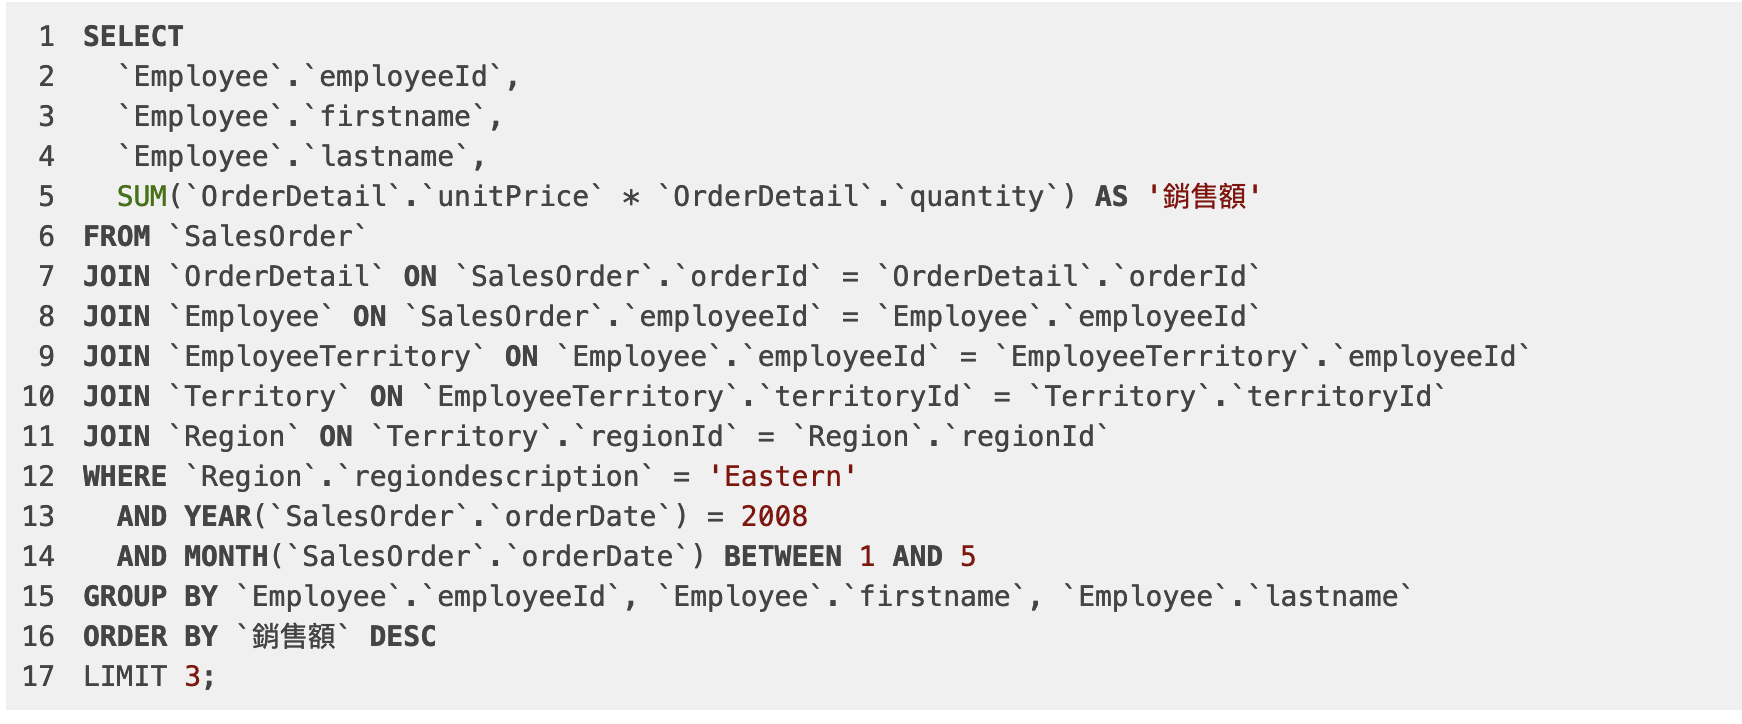 1 SELECT
2   `Employee`.`employeeId`,
3   `Employee`.`firstname`,
4   `Employee`.`lastname`,
5   SUM(`OrderDetail`.`unitPrice` * `OrderDetail`.`quantity`) AS '銷售額'
6 FROM `SalesOrder`
7 JOIN `OrderDetail` ON `SalesOrder`.`orderId` = `OrderDetail`.`orderId`
8 JOIN `Employee` ON `SalesOrder`.`employeeId` = `Employee`.`employeeId`
9 JOIN `EmployeeTerritory` ON `Employee`.`employeeId` = `EmployeeTerritory`.`employeeId`
10 JOIN `Territory` ON `EmployeeTerritory`.`territoryId` = `Territory`.`territoryId`
11 JOIN `Region` ON `Territory`.`regionId` = `Region`.`regionId`
12 WHERE `Region`.`regiondescription` = 'Eastern'
13   AND YEAR(`SalesOrder`.`orderDate`) = 2008
14   AND MONTH(`SalesOrder`.`orderDate`) BETWEEN 1 AND 5
15 GROUP BY `Employee`.`employeeId`, `Employee`.`firstname`, `Employee`.`lastname`
16 ORDER BY `銷售額` DESC
17 LIMIT 3;